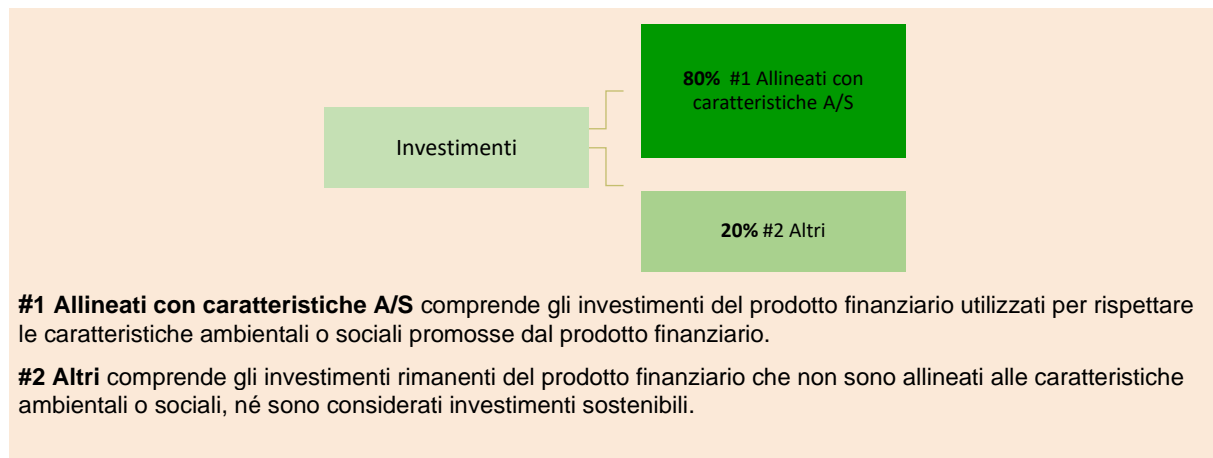 80% #1 Allineati con
caratteristiche A/S
Investimenti
20% #2 Altri
#1 Allineati con caratteristiche A/S comprende gli investimenti del prodotto finanziario utilizzati per rispettare
le caratteristiche ambientali o sociali promosse dal prodotto finanziario.
#2 Altri comprende gli investimenti rimanenti del prodotto finanziario che non sono allineati alle caratteristiche
ambientali o sociali, né sono considerati investimenti sostenibili.